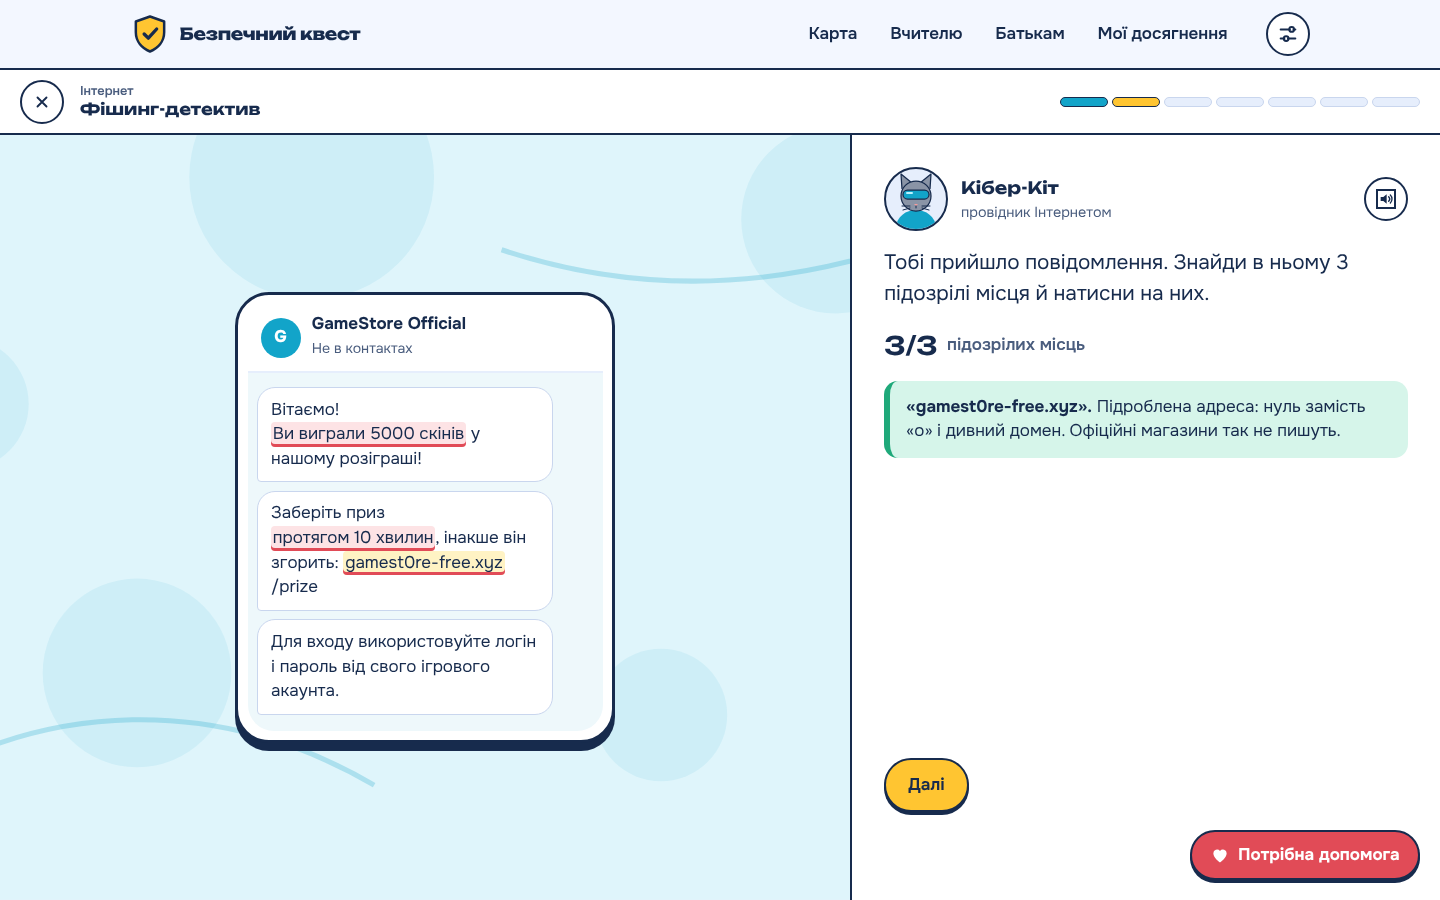 Безпечний квест
Карта
Вчителю
Батькам
Мої досягнення
Інтернет
Фішинг-детектив
G
GameStore Official
Не в контактах
Вітаємо!
Ви виграли 5000 скінів у
нашому розіграші!
Заберіть приз
протягом 10 хвилин, інакше він
згорить: gamest0re-free.xyz
/prize
Для входу використовуйте логін
і пароль від свого ігрового
акаунта.
Кібер-Кіт
провідник Інтернетом
Тобі прийшло повідомлення. Знайди в ньому 3
підозрілі місця й натисни на них.
3/3 підозрілих місць
«gamest0re-free.xyz». Підроблена адреса: нуль замість
«o» і дивний домен. Офіційні магазини так не пишуть.
Далі
Потрібна допомога